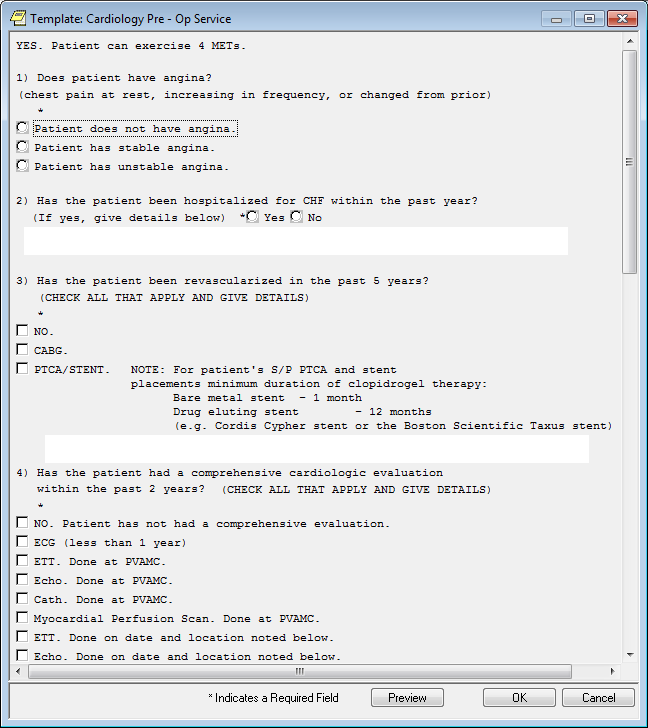 Template: Cardiology Pre - Op Service
YES. Patient can exercise 4 METs.
1) Does patient have angina?
(chest pain at rest, increasing in frequency, or changed from prior)
*
Patient does not have angina.
Patient has stable angina.
Patient has unstable angina.
2) Has the patient been hospitalized for CHF within the past year?
(If yes, give details below) * Yes No
3) Has the patient been revascularized in the past 5 years?
(CHECK ALL THAT APPLY AND GIVE DETAILS)
*
NO.
CABG.
PTCA/STENT. NOTE: For patient's S/P PTCA and stent
placements minimum duration of clopidrogel therapy:
Bare metal stent - 1 month
Drug eluting stent - 12 months
(e.g. Cordis Cypher stent or the Boston Scientific Taxus stent)
4) Has the patient had a comprehensive cardiologic evaluation
within the past 2 years? (CHECK ALL THAT APPLY AND GIVE DETAILS)
*
NO. Patient has not had a comprehensive evaluation.
ECG (less than 1 year)
ETT. Done at PVAMC.
Echo. Done at PVAMC.
Cath. Done at PVAMC.
Myocardial Perfusion Scan. Done at PVAMC.
ETT. Done on date and location noted below.
Echo. Done on date and location noted below.
* Indicates a Required Field Preview OK Cancel